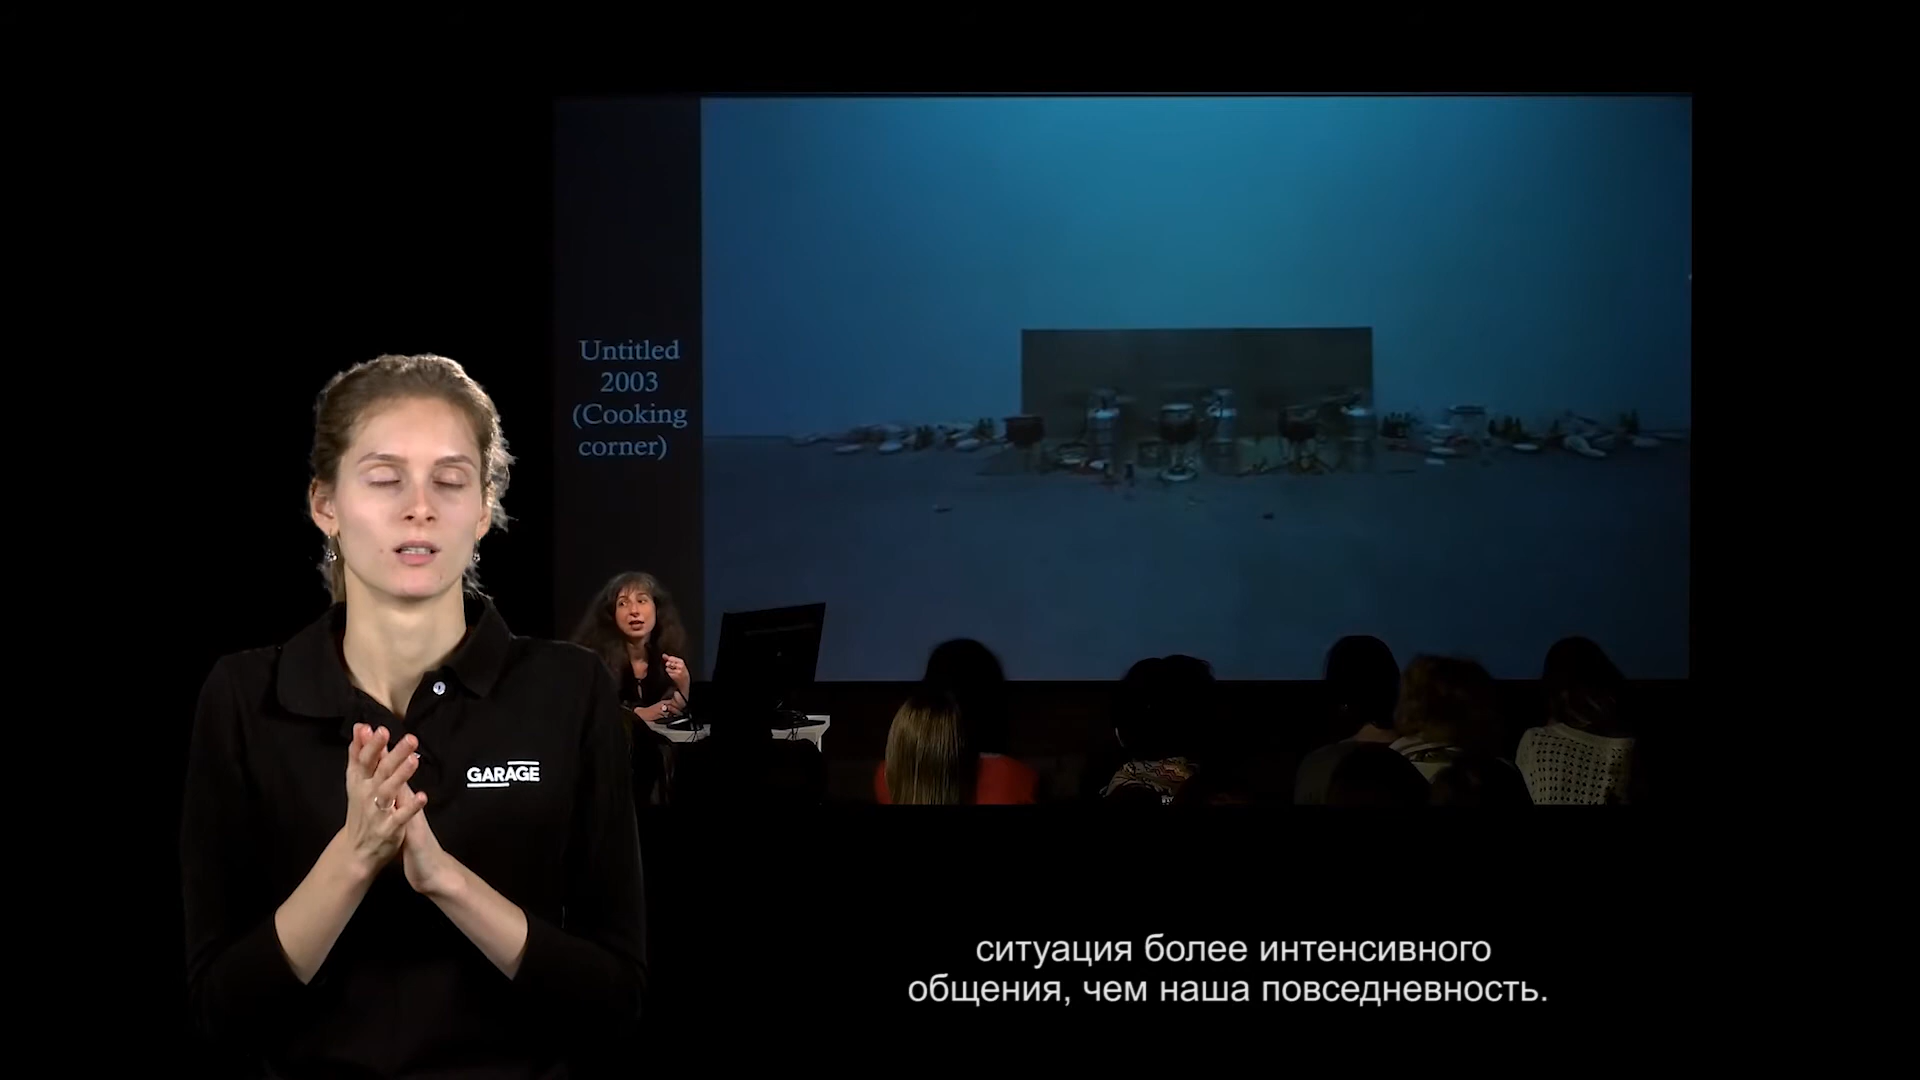 Untitled
2003
(Cooking
corner)
GARAGE
ситуация более интенсивного
общения, чем наша повседневность.